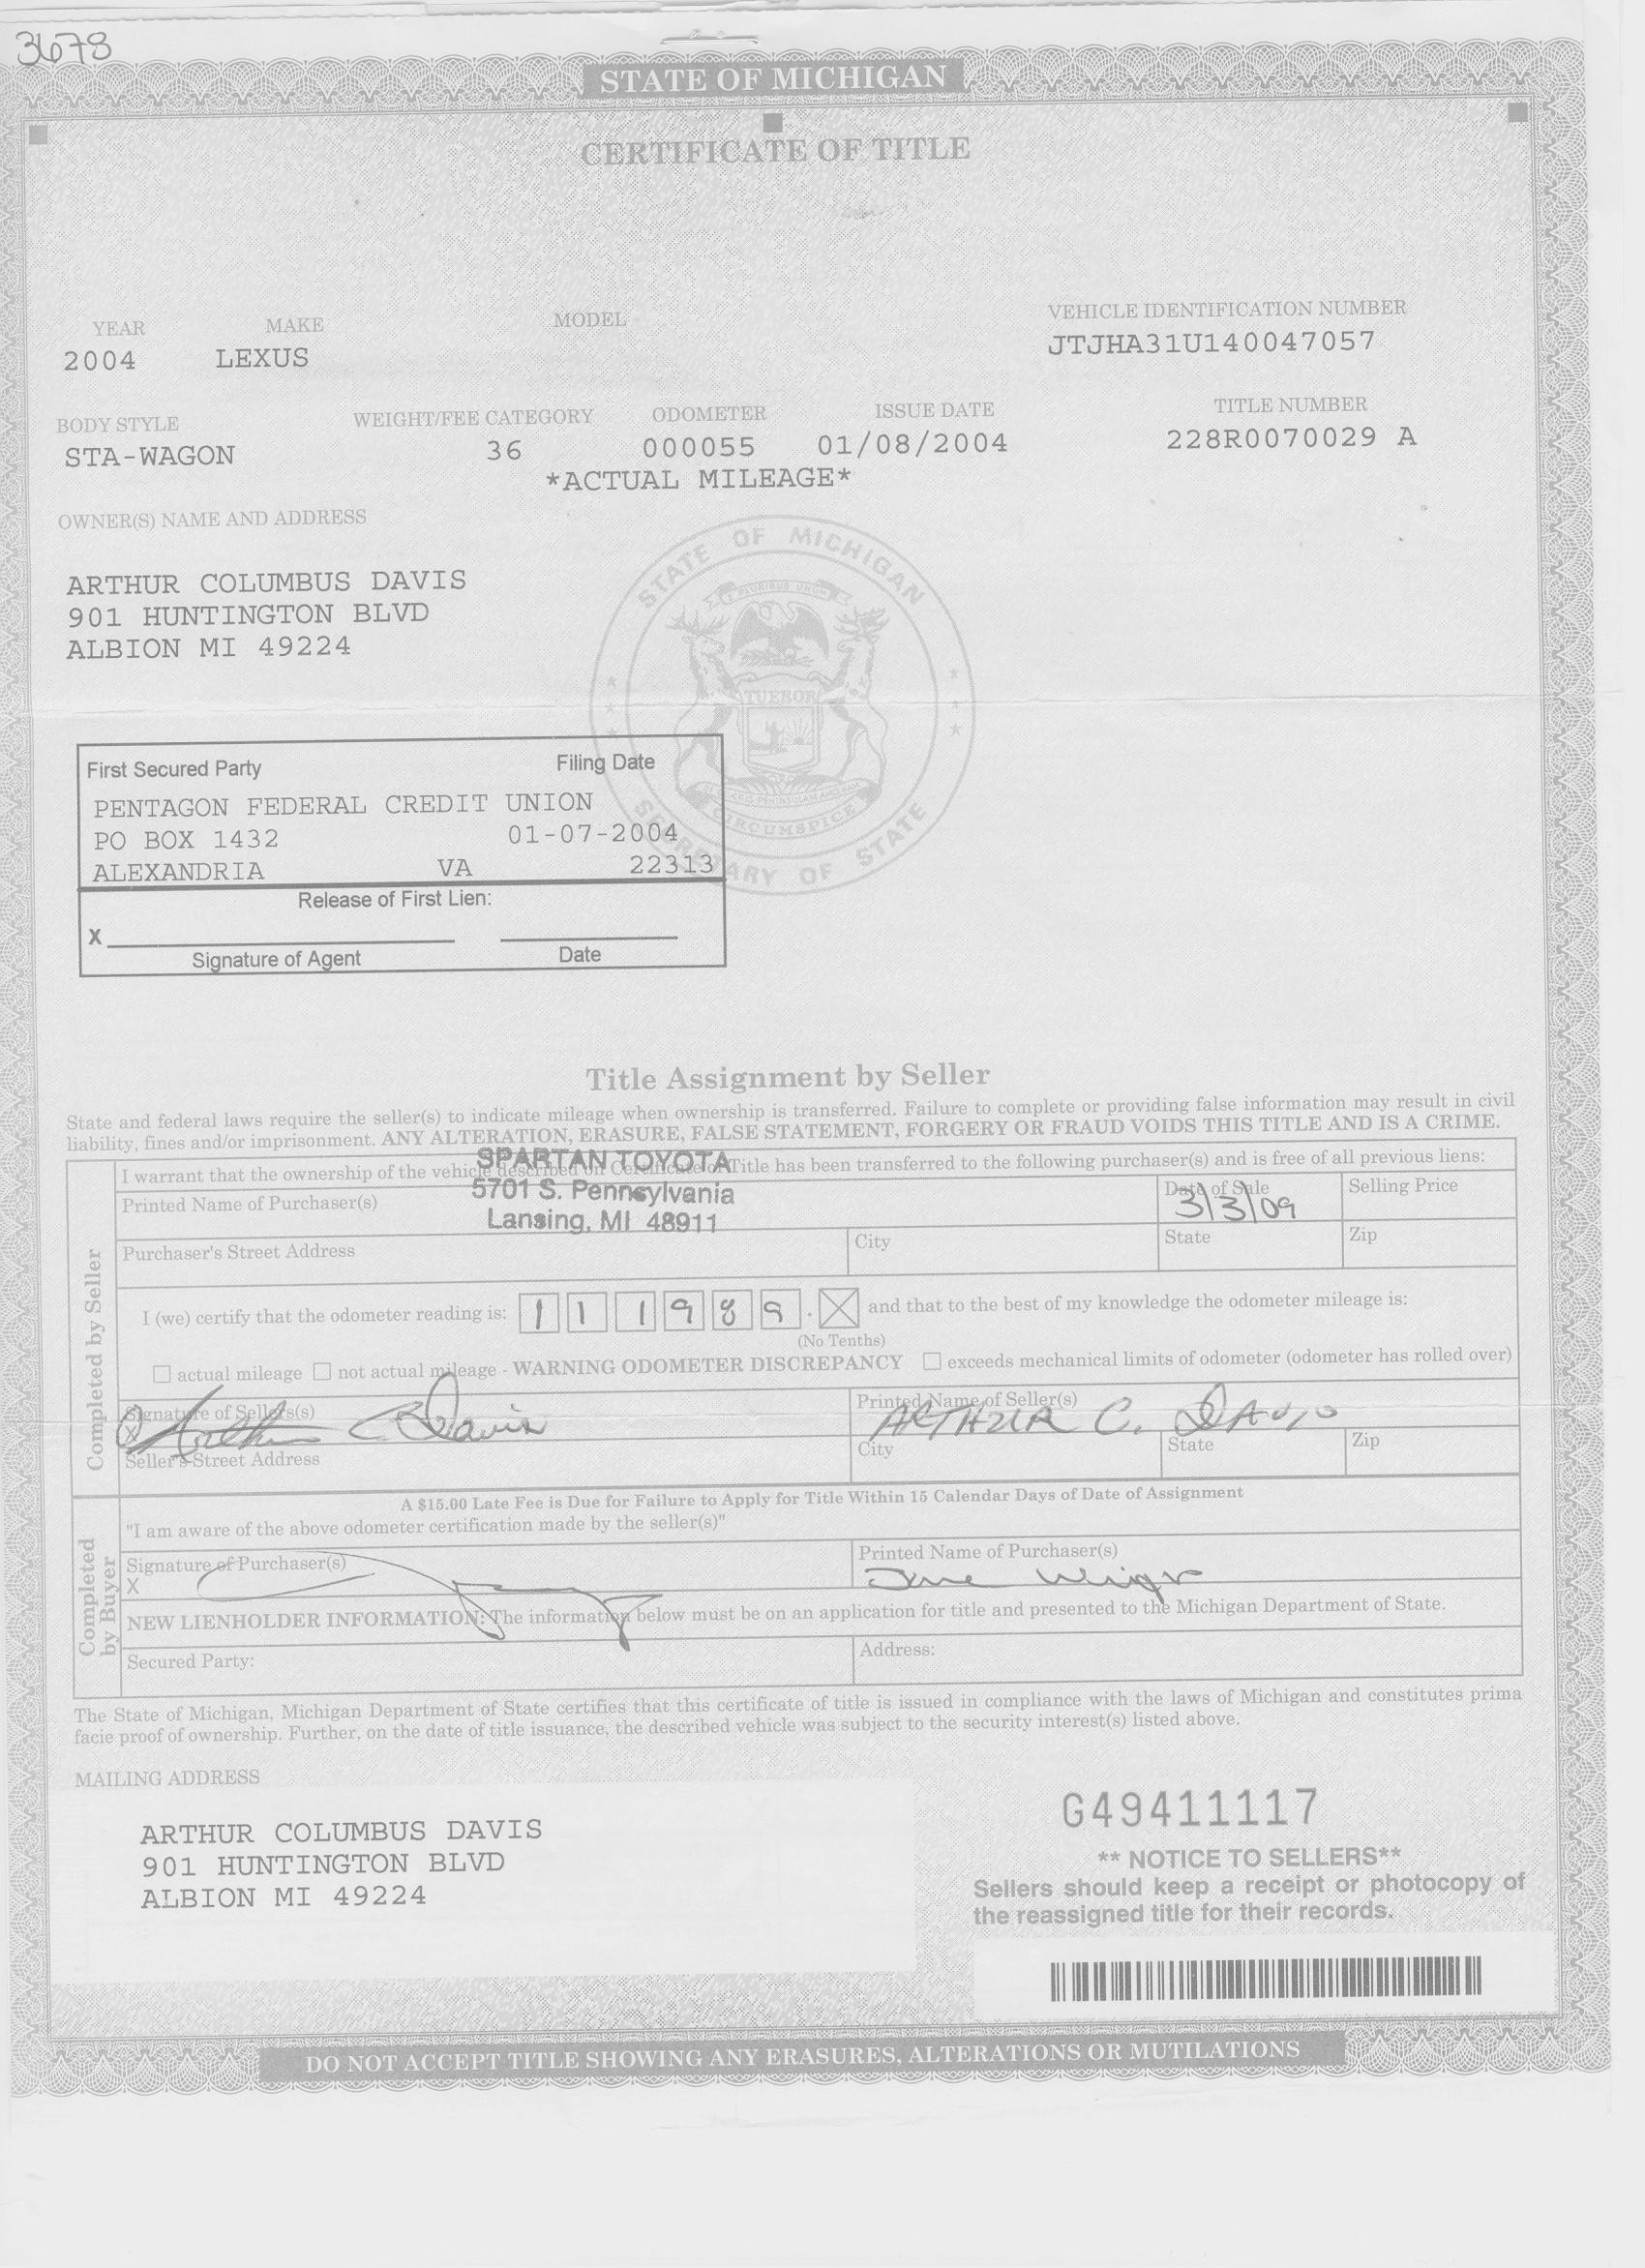 3678
STATE OF MICHIGAN
CERTIFICATE OF TITLE
YEAR MAKE MODEL VEHICLE IDENTIFICATION NUMBER
2004 LEXUS JTJHA31U140047057
BODY STYLE WEIGHT/FEE CATEGORY ODOMETER ISSUE DATE TITLE NUMBER
STA-WAGON 36 000055 01/08/2004 228R0070029 A
*ACTUAL MILEAGE*
OWNER(S) NAME AND ADDRESS
STATE OF MICHIGAN
ARTHUR COLUMBUS DAVIS
901 HUNTINGTON BLVD
ALBION MI 49224
TUEBOR
CIRCUMSPICE
SECRETARY OF STATE
First Secured Party Filing Date
PENTAGON FEDERAL CREDIT UNION
PO BOX 1432 01-07-2004
ALEXANDRIA VA 22313
Release of First Lien:
X
Signature of Agent Date
Title Assignment by Seller
State and federal laws require the seller(s) to indicate mileage when ownership is transferred. Failure to complete or providing false information may result in civil
liability, fines and/or imprisonment. ANY ALTERATION, ERASURE, FALSE STATEMENT, FORGERY OR FRAUD VOIDS THIS TITLE AND IS A CRIME.
Completed by Seller
I warrant that the ownership of the vehicle described on Certificate of Title has been transferred to the following purchaser(s) and is free of all previous liens:
SPARTAN TOYOTA
5701 S. Pennsylvania
Lansing, MI 48911
Printed Name of Purchaser(s) Date of Sale Selling Price
3/3/09
Purchaser's Street Address City State Zip
I (we) certify that the odometer reading is: 1 1 1 9 8 9 . X and that to the best of my knowledge the odometer mileage is:
(No Tenths)
actual mileage not actual mileage - WARNING ODOMETER DISCREPANCY exceeds mechanical limits of odometer (odometer has rolled over)
Signature of Sellers(s) Printed Name of Seller(s)
X Arthur C Davis ARTHUR C. DAVIS
Seller's Street Address City State Zip
A $15.00 Late Fee is Due for Failure to Apply for Title Within 15 Calendar Days of Date of Assignment
Completed by Buyer
"I am aware of the above odometer certification made by the seller(s)"
Signature of Purchaser(s) Printed Name of Purchaser(s)
X
NEW LIENHOLDER INFORMATION: The information below must be on an application for title and presented to the Michigan Department of State.
Secured Party: Address:
The State of Michigan, Michigan Department of State certifies that this certificate of title is issued in compliance with the laws of Michigan and constitutes prima
facie proof of ownership. Further, on the date of title issuance, the described vehicle was subject to the security interest(s) listed above.
MAILING ADDRESS
ARTHUR COLUMBUS DAVIS
901 HUNTINGTON BLVD
ALBION MI 49224
G49411117
** NOTICE TO SELLERS**
Sellers should keep a receipt or photocopy of
the reassigned title for their records.
DO NOT ACCEPT TITLE SHOWING ANY ERASURES, ALTERATIONS OR MUTILATIONS